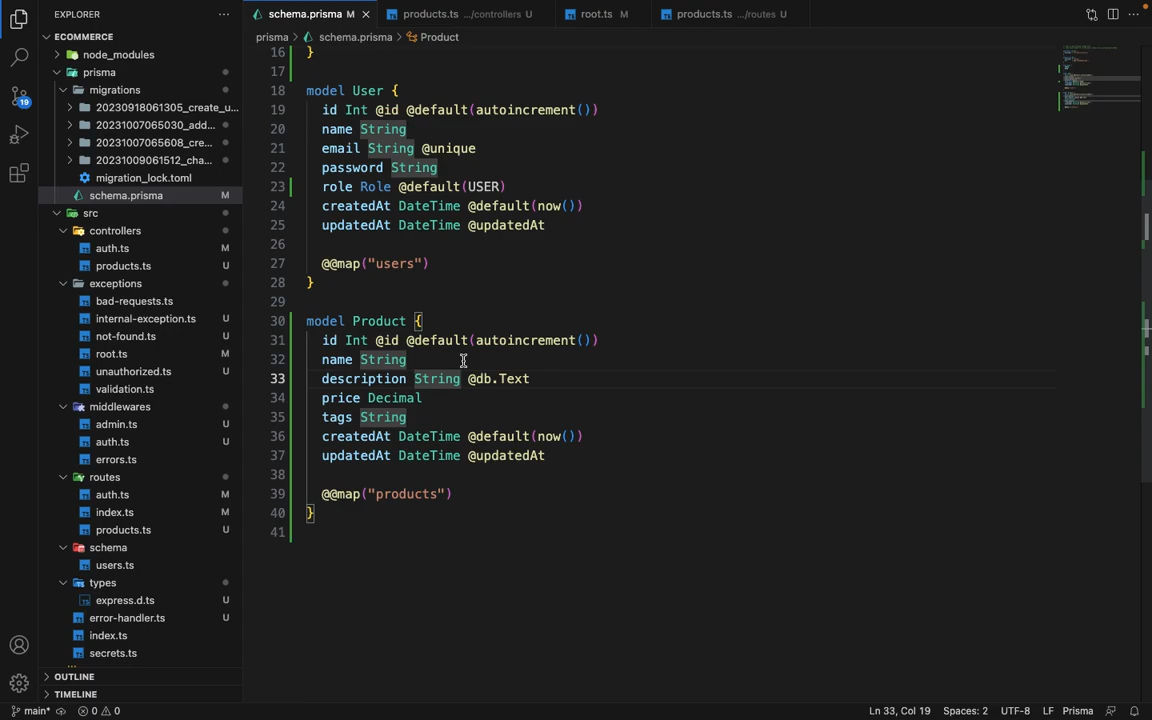 EXPLORER
schema.prisma M
products.ts .../controllers U
root.ts M
products.ts .../routes U
ECOMMERCE
prisma > schema.prisma > Product
node_modules
prisma
migrations
20230918061305_create_u...
20231007065030_add...
20231007065608_cre...
20231009061512_cha...
migration_lock.toml
schema.prisma M
src
controllers
auth.ts M
products.ts U
exceptions
bad-requests.ts
internal-exception.ts U
not-found.ts U
root.ts M
unauthorized.ts U
validation.ts
middlewares
admin.ts U
auth.ts U
errors.ts
routes
auth.ts M
index.ts M
products.ts U
schema
users.ts
types
express.d.ts U
error-handler.ts U
index.ts
secrets.ts
OUTLINE
TIMELINE
19
16 }
17
18 model User {
19 id Int @id @default(autoincrement())
20 name String
21 email String @unique
22 password String
23 role Role @default(USER)
24 createdAt DateTime @default(now())
25 updatedAt DateTime @updatedAt
26
27 @@map("users")
28 }
29
30 model Product {
31 id Int @id @default(autoincrement())
32 name String
33 description String @db.Text
34 price Decimal
35 tags String
36 createdAt DateTime @default(now())
37 updatedAt DateTime @updatedAt
38
39 @@map("products")
40 }
41
main* 0 0 Ln 33, Col 19 Spaces: 2 UTF-8 LF Prisma